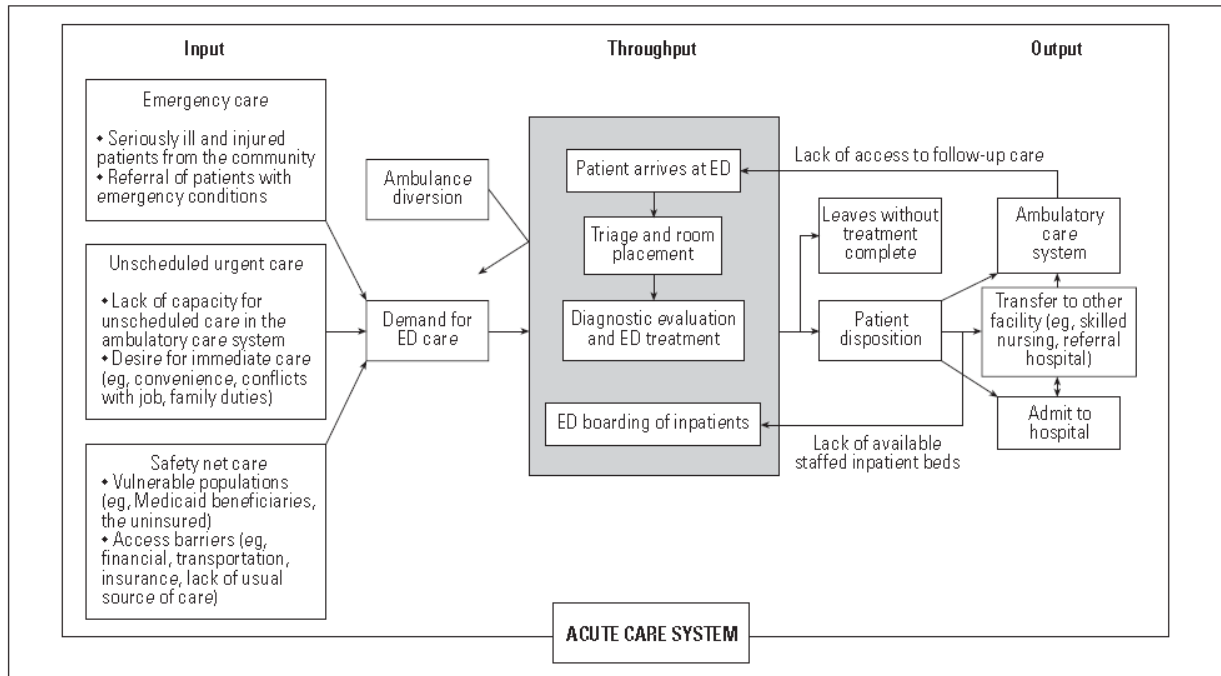 Input
Throughput
Output
Emergency care
• Seriously ill and injured
patients from the community
• Referral of patients with
emergency conditions
Unscheduled urgent care
• Lack of capacity for
unscheduled care in the
ambulatory care system
• Desire for immediate care
(eg, convenience, conflicts
with job, family duties)
Safety net care
• Vulnerable populations
(eg, Medicaid beneficiaries,
the uninsured)
• Access barriers (eg,
financial, transportation,
insurance, lack of usual
source of care)
Ambulance
diversion
Demand for
ED care
Patient arrives at ED
Triage and room
placement
Diagnostic evaluation
and ED treatment
ED boarding of inpatients
Lack of access to follow-up care
Leaves without
treatment
complete
Patient
disposition
Lack of available
staffed inpatient beds
Ambulatory
care
system
Transfer to other
facility (eg, skilled
nursing, referral
hospital)
Admit to
hospital
ACUTE CARE SYSTEM